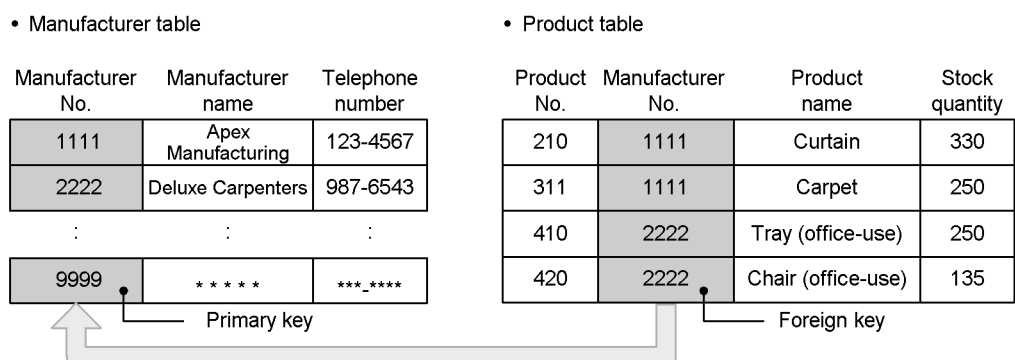 • Manufacturer table
Manufacturer No. Manufacturer name Telephone number
1111 Apex Manufacturing 123-4567
2222 Deluxe Carpenters 987-6543
: : :
9999 * * * * * ***-****
Primary key
• Product table
Product No. Manufacturer No. Product name Stock quantity
210 1111 Curtain 330
311 1111 Carpet 250
410 2222 Tray (office-use) 250
420 2222 Chair (office-use) 135
Foreign key